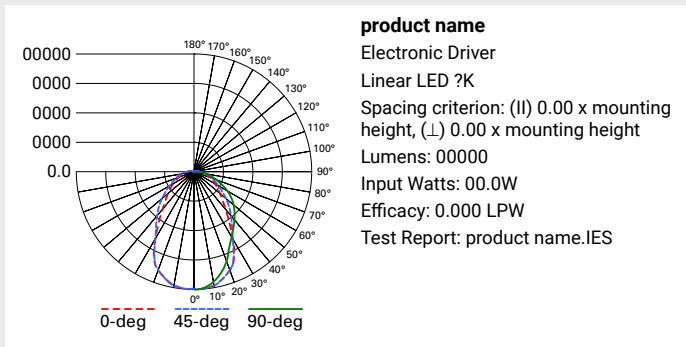 00000
0000
0000
0000
0.0
180°
170°
160°
150°
140°
130°
120°
110°
100°
90°
80°
70°
60°
50°
40°
30°
20°
10°
0°
0-deg
45-deg
90-deg
product name
Electronic Driver
Linear LED ?K
Spacing criterion: (II) 0.00 x mounting
height, (⊥) 0.00 x mounting height
Lumens: 00000
Input Watts: 00.0W
Efficacy: 0.000 LPW
Test Report: product name.IES